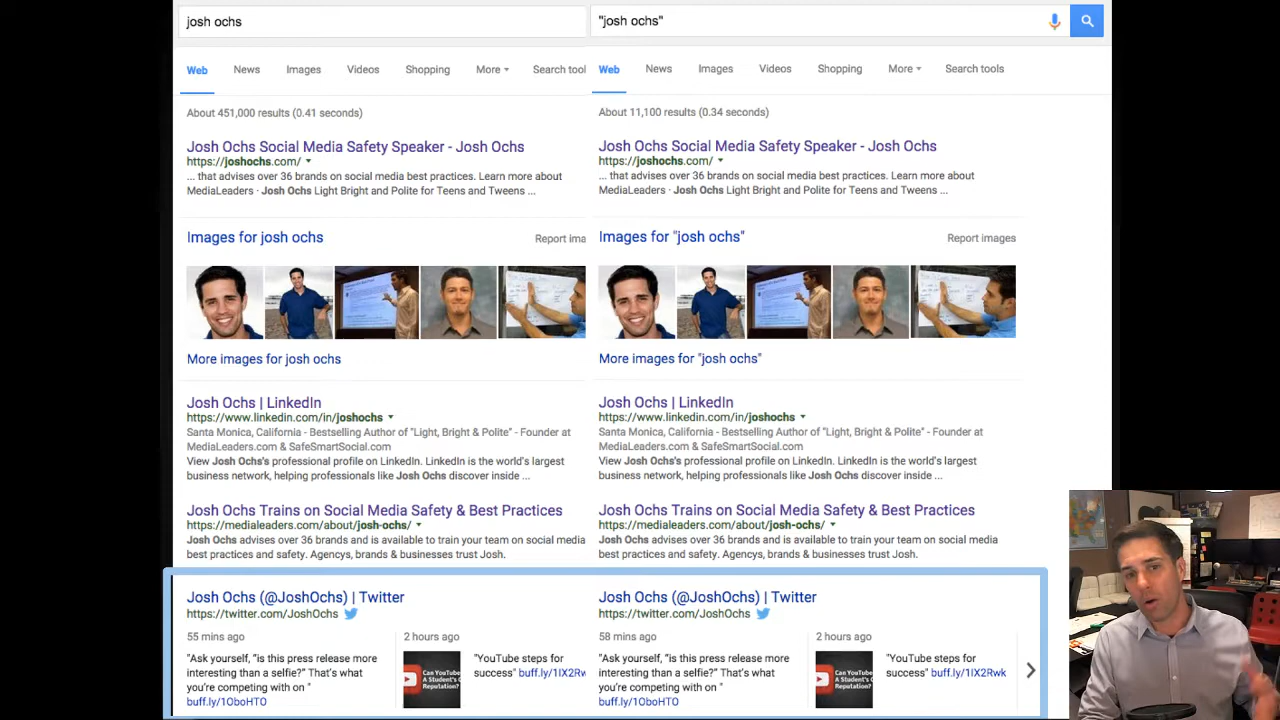 josh ochs
Web News Images Videos Shopping More Search tool
About 451,000 results (0.41 seconds)
Josh Ochs Social Media Safety Speaker - Josh Ochs
https://joshochs.com/
... that advises over 36 brands on social media best practices. Learn more about
MediaLeaders · Josh Ochs Light Bright and Polite for Teens and Tweens ...
Images for josh ochs
Report ima
More images for josh ochs
Josh Ochs | LinkedIn
https://www.linkedin.com/in/joshochs
Santa Monica, California - Bestselling Author of "Light, Bright & Polite" - Founder at
MediaLeaders.com & SafeSmartSocial.com
View Josh Ochs's professional profile on LinkedIn. LinkedIn is the world's largest
business network, helping professionals like Josh Ochs discover inside ...
Josh Ochs Trains on Social Media Safety & Best Practices
https://medialeaders.com/about/josh-ochs/
Josh Ochs advises over 36 brands and is available to train your team on social media
best practices and safety. Agencys, brands & businesses trust Josh.
Josh Ochs (@JoshOchs) | Twitter
https://twitter.com/JoshOchs
55 mins ago
"Ask yourself, "is this press release more
interesting than a selfie?" That's what
you're competing with on "
buff.ly/1OboHTO
2 hours ago
Can YouTube
A Student's O
Reputation?
"YouTube steps for
success" buff.ly/1IX2Rw
"josh ochs"
Web News Images Videos Shopping More Search tools
About 11,100 results (0.34 seconds)
Josh Ochs Social Media Safety Speaker - Josh Ochs
https://joshochs.com/
... that advises over 36 brands on social media best practices. Learn more about
MediaLeaders · Josh Ochs Light Bright and Polite for Teens and Tweens ...
Images for "josh ochs"
Report images
More images for "josh ochs"
Josh Ochs | LinkedIn
https://www.linkedin.com/in/joshochs
Santa Monica, California - Bestselling Author of "Light, Bright & Polite" - Founder at
MediaLeaders.com & SafeSmartSocial.com
View Josh Ochs's professional profile on LinkedIn. LinkedIn is the world's largest
business network, helping professionals like Josh Ochs discover inside ...
Josh Ochs Trains on Social Media Safety & Best Practices
https://medialeaders.com/about/josh-ochs/
Josh Ochs advises over 36 brands and is available to train your team on social media
best practices and safety. Agencys, brands & businesses trust Josh.
Josh Ochs (@JoshOchs) | Twitter
https://twitter.com/JoshOchs
58 mins ago
"Ask yourself, "is this press release more
interesting than a selfie?" That's what
you're competing with on "
buff.ly/1OboHTO
2 hours ago
Can YouTube
A Student's O
Reputation?
"YouTube steps for
success" buff.ly/1IX2Rwk